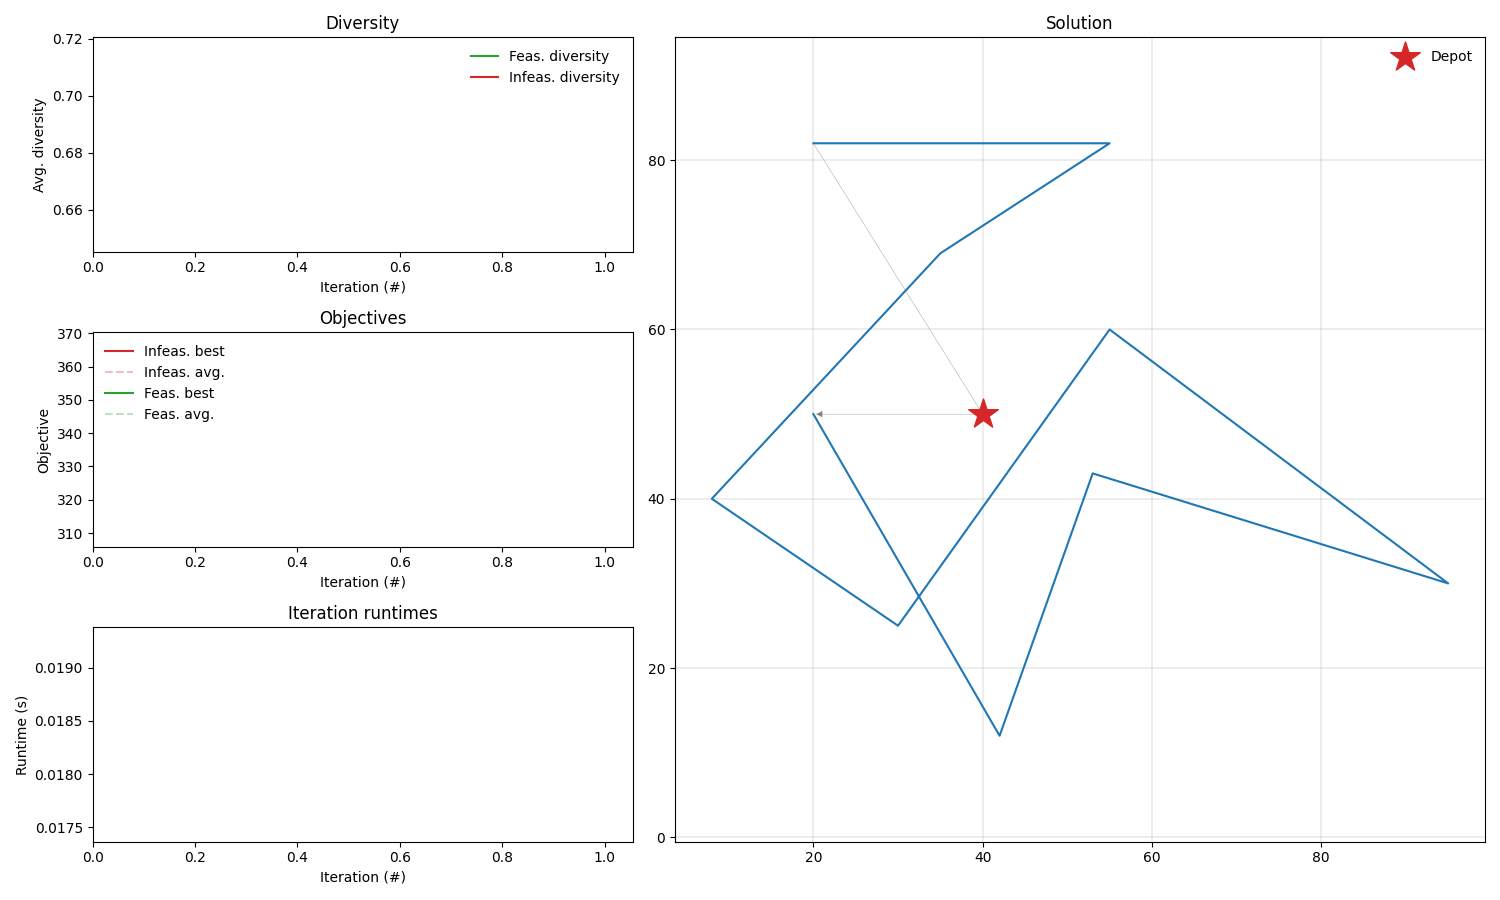 Diversity
Avg. diversity
0.72
0.70
0.68
0.66
Feas. diversity
Infeas. diversity
0.0 0.2 0.4 0.6 0.8 1.0
Iteration (#)
Objectives
Objective
370
360
350
340
330
320
310
Infeas. best
Infeas. avg.
Feas. best
Feas. avg.
0.0 0.2 0.4 0.6 0.8 1.0
Iteration (#)
Iteration runtimes
Runtime (s)
0.0190
0.0185
0.0180
0.0175
0.0 0.2 0.4 0.6 0.8 1.0
Iteration (#)
Solution
Depot
80
60
40
20
0
20 40 60 80